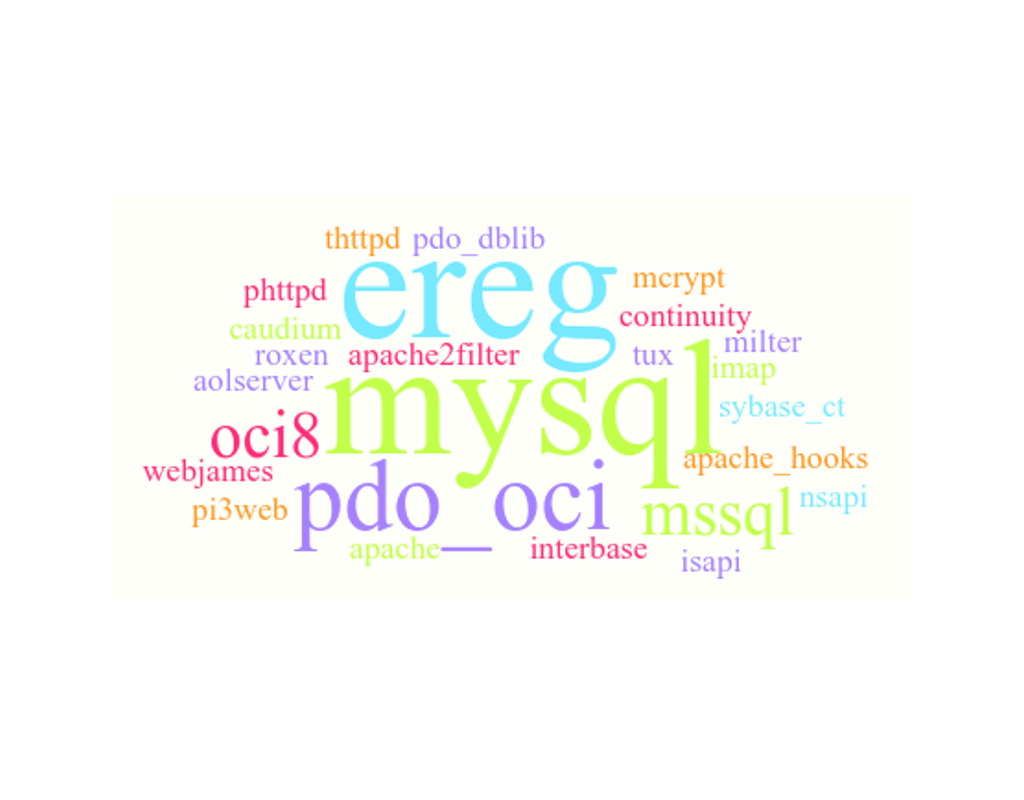 thttpd pdo_dblib
ereg
mcrypt
phttpd
continuity
caudium
milter
roxen
apache2filter
tux
imap
aolserver
mysql
sybase_ct
oci8
apache_hooks
webjames
pdo_oci
nsapi
pi3web
mssql
apache
interbase
isapi